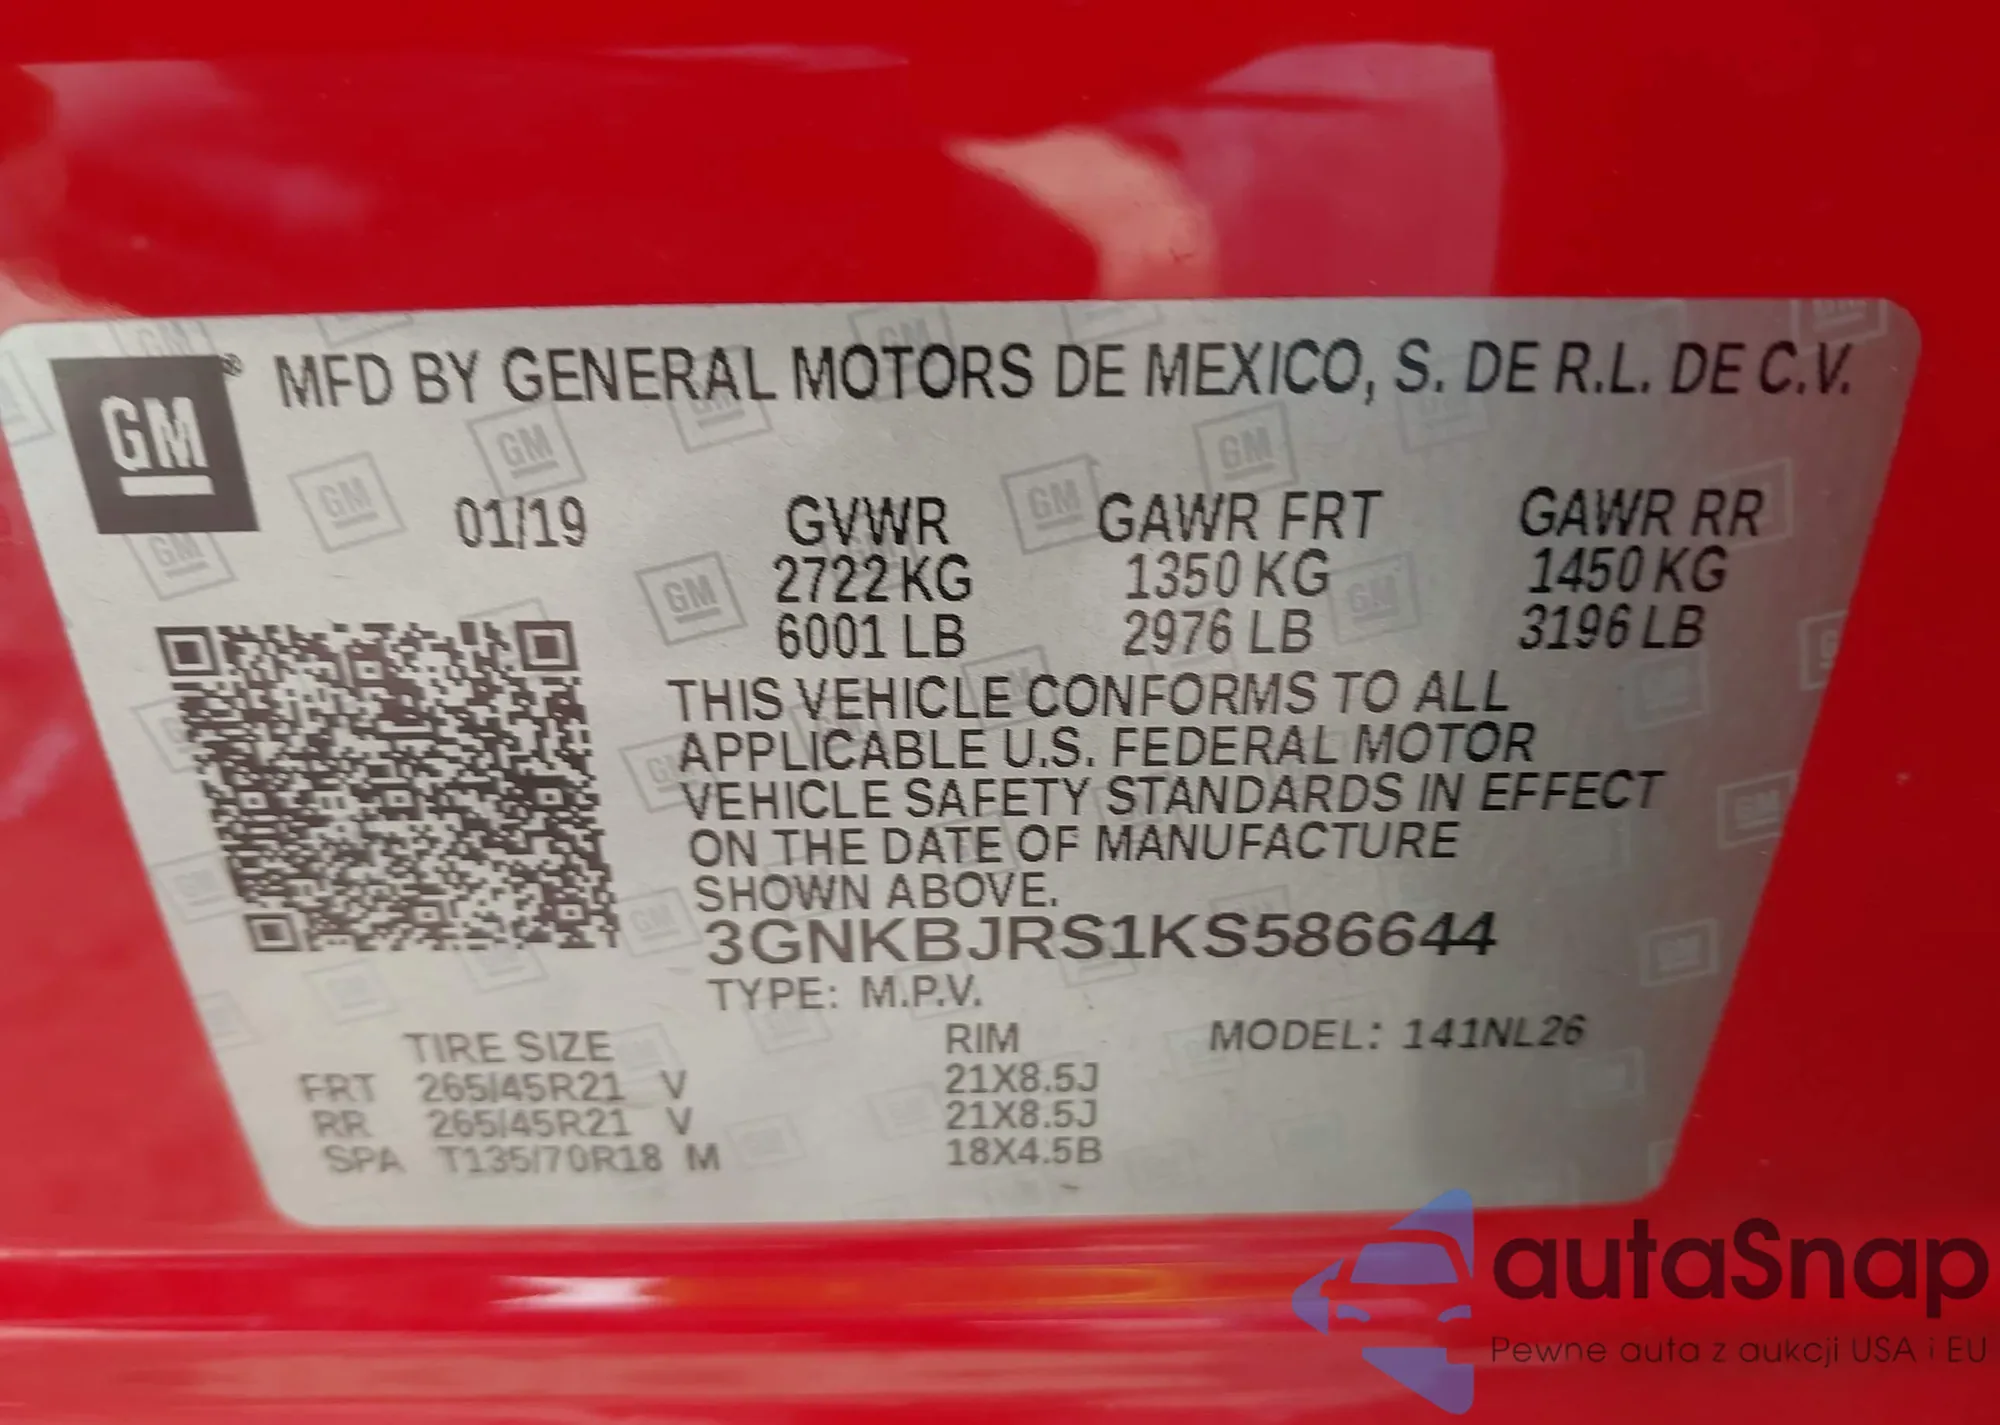 GM® MFD BY GENERAL MOTORS DE MEXICO, S. DE R.L. DE C.V.
01/19 GVWR GAWR FRT GAWR RR
2722 KG 1350 KG 1450 KG
6001 LB 2976 LB 3196 LB
THIS VEHICLE CONFORMS TO ALL
APPLICABLE U.S. FEDERAL MOTOR
VEHICLE SAFETY STANDARDS IN EFFECT
ON THE DATE OF MANUFACTURE
SHOWN ABOVE.
3GNKBJRS1KS586644
TYPE: M.P.V.
TIRE SIZE RIM MODEL: 141NL26
FRT 265/45R21 V 21X8.5J
RR 265/45R21 V 21X8.5J
SPA T135/70R18 M 18X4.5B
autaSnap
Pewne auta z aukcji USA i EU